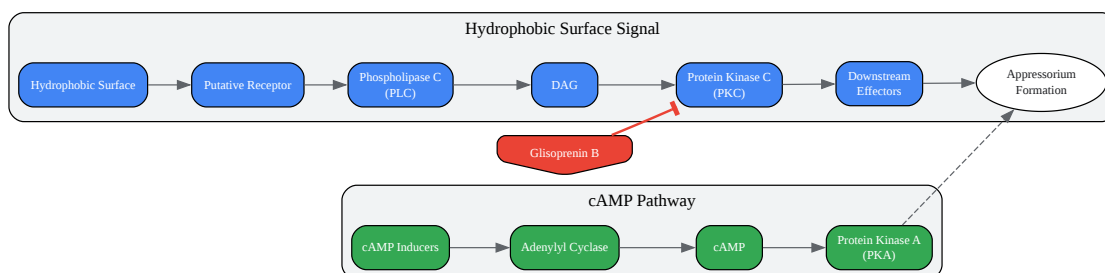 Hydrophobic Surface Signal
Hydrophobic Surface
Putative Receptor
Phospholipase C
(PLC)
DAG
Protein Kinase C
(PKC)
Downstream
Effectors
Appressorium
Formation
Glisoprenin B
cAMP Pathway
cAMP Inducers
Adenylyl Cyclase
cAMP
Protein Kinase A
(PKA)